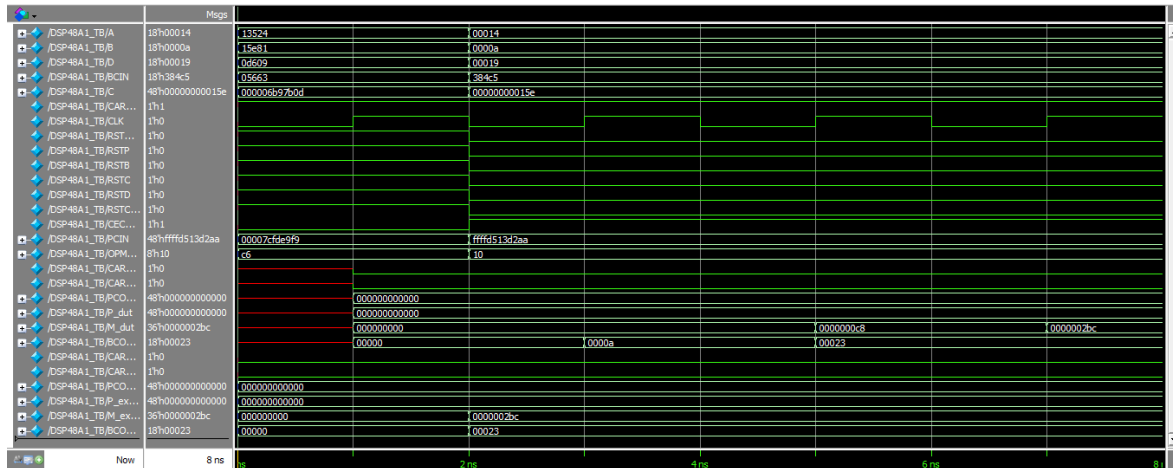 Msgs
/DSP48A1_TB/A 18'h00014 13524 00014
/DSP48A1_TB/B 18'h0000a 15e81 0000a
/DSP48A1_TB/D 18'h00019 0d609 00019
/DSP48A1_TB/BCIN 18'h384c5 05663 384c5
/DSP48A1_TB/C 48'h00000000015e 000006b97b0d 00000000015e
/DSP48A1_TB/CAR... 1'h1
/DSP48A1_TB/CLK 1'h0
/DSP48A1_TB/RST... 1'h0
/DSP48A1_TB/RSTP 1'h0
/DSP48A1_TB/RSTB 1'h0
/DSP48A1_TB/RSTC 1'h0
/DSP48A1_TB/RSTD 1'h0
/DSP48A1_TB/RSTC... 1'h0
/DSP48A1_TB/CEC... 1'h1
/DSP48A1_TB/PCIN 48'hffffd513d2aa 00007cfde9f9 ffffd513d2aa
/DSP48A1_TB/OPM... 8'h10 c6 10
/DSP48A1_TB/CAR... 1'h0
/DSP48A1_TB/CAR... 1'h0
/DSP48A1_TB/PCO... 48'h000000000000 000000000000
/DSP48A1_TB/P_dut 48'h000000000000 000000000000
/DSP48A1_TB/M_dut 36'h0000002bc 000000000 0000000c8 0000002bc
/DSP48A1_TB/BCO... 18'h00023 00000 0000a 00023
/DSP48A1_TB/CAR... 1'h0
/DSP48A1_TB/CAR... 1'h0
/DSP48A1_TB/PCO... 48'h000000000000 000000000000
/DSP48A1_TB/P_ex... 48'h000000000000 000000000000
/DSP48A1_TB/M_ex... 36'h0000002bc 000000000 0000002bc
/DSP48A1_TB/BCO... 18'h00023 00000 00023
Now 8 ns ns 2 ns 4 ns 6 ns 8